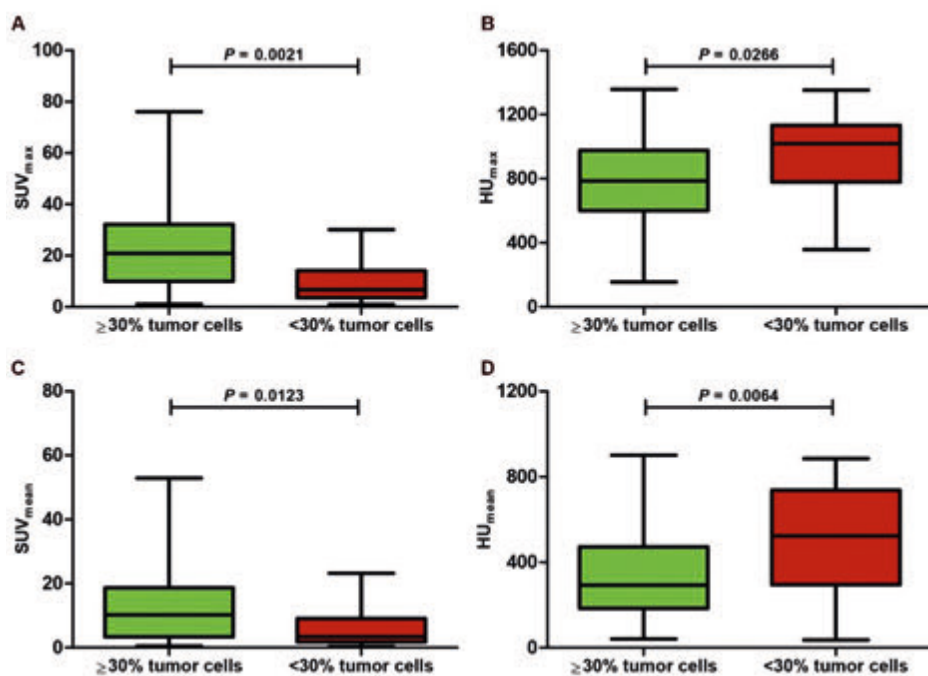 A
P = 0.0021
100
80
60
40
20
0
SUVmax
≥30% tumor cells <30% tumor cells
B
P = 0.0266
1600
1200
800
400
0
HUmax
≥30% tumor cells <30% tumor cells
C
P = 0.0123
80
60
40
20
0
SUVmean
≥30% tumor cells <30% tumor cells
D
P = 0.0064
1200
800
400
0
HUmean
≥30% tumor cells <30% tumor cells